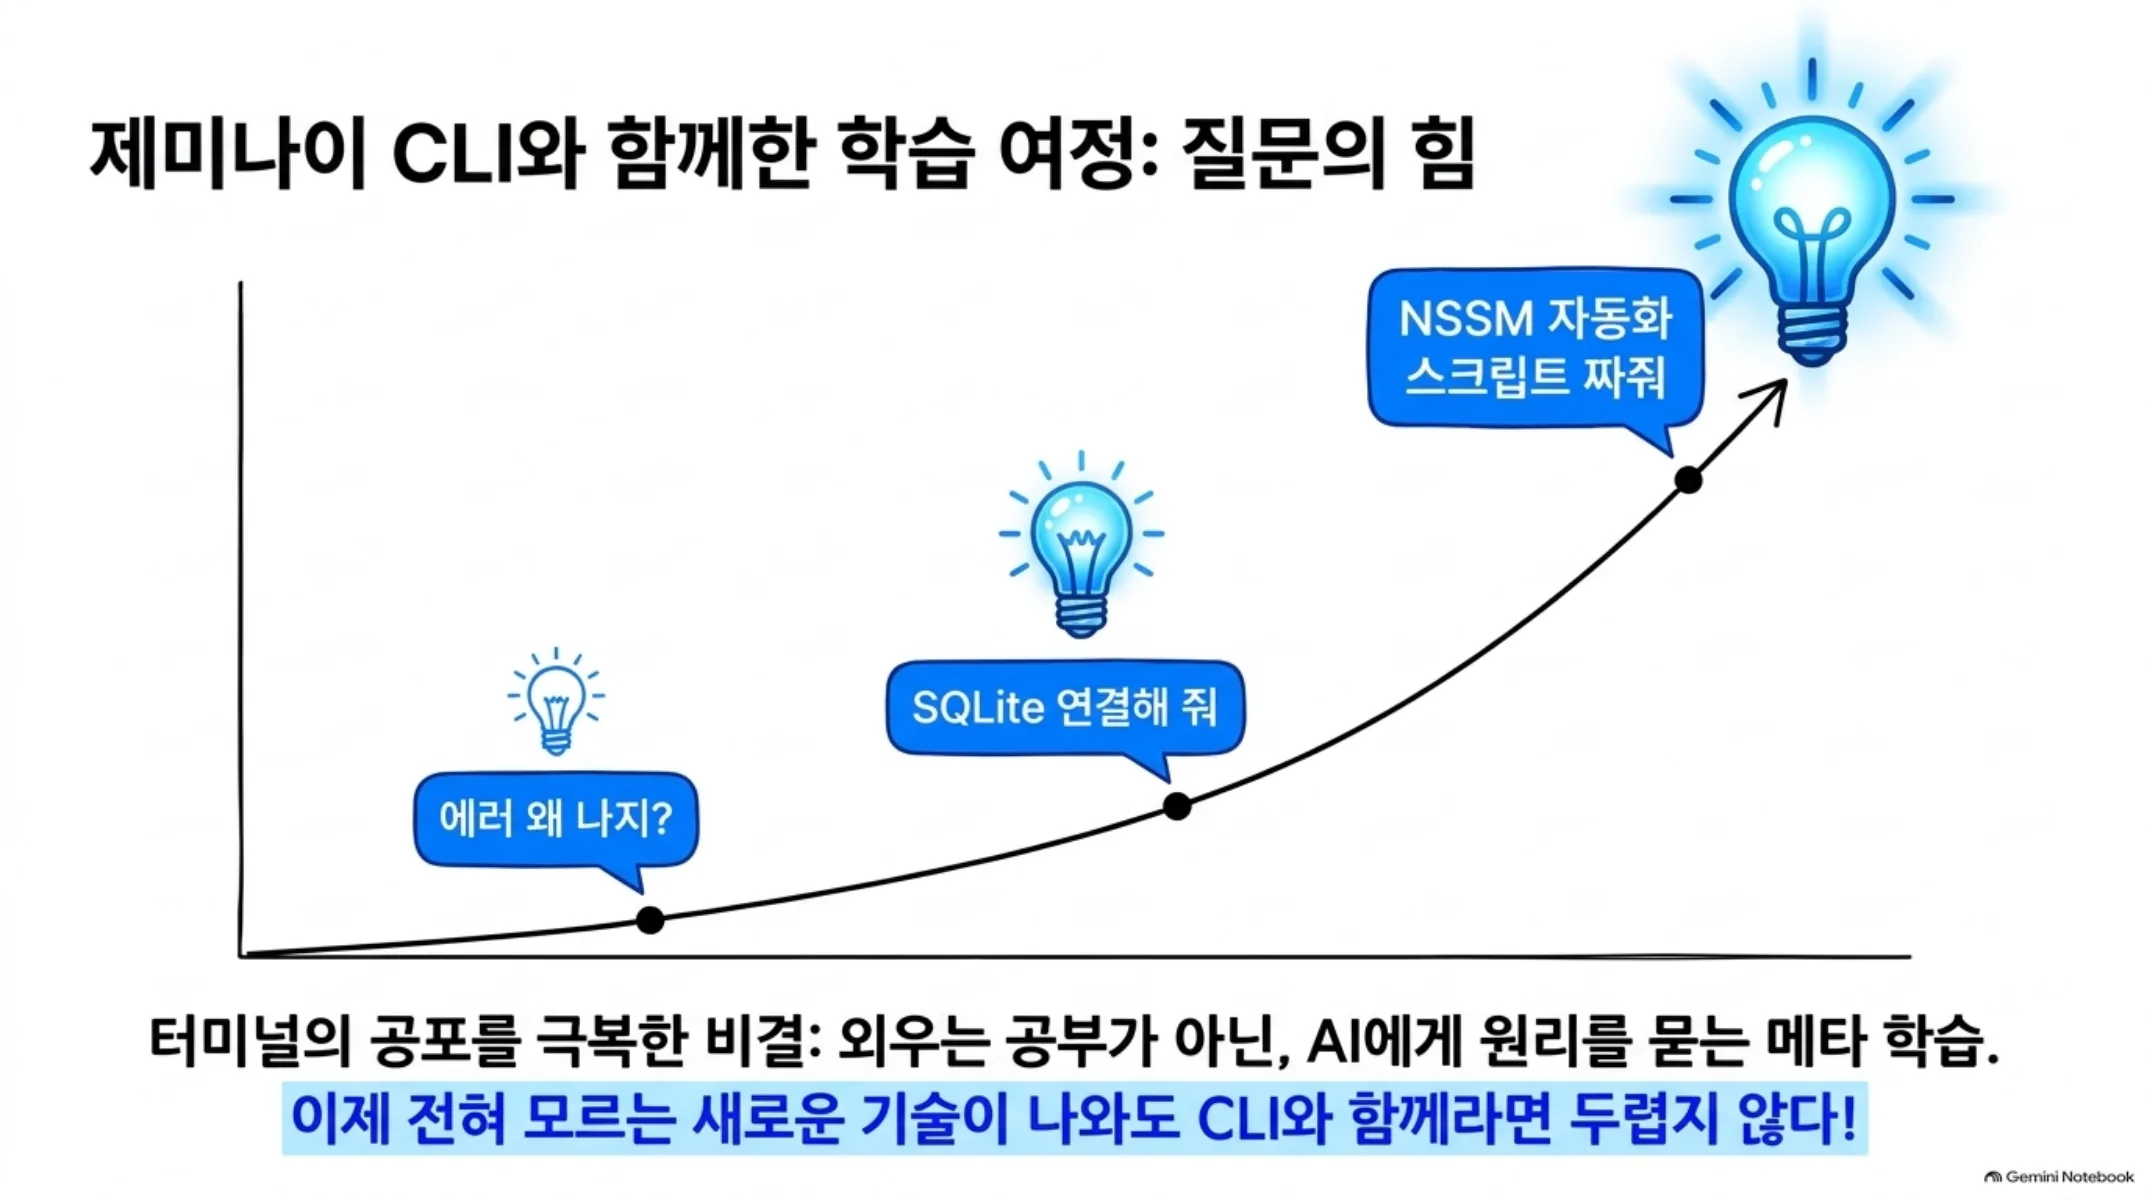 제미나이 CLI와 함께한 학습 여정: 질문의 힘
NSSM 자동화
스크립트 짜줘
SQLite 연결해 줘
에러 왜 나지?
터미널의 공포를 극복한 비결: 외우는 공부가 아닌, AI에게 원리를 묻는 메타 학습.
이제 전혀 모르는 새로운 기술이 나와도 CLI와 함께라면 두렵지 않다!
Gemini Notebook